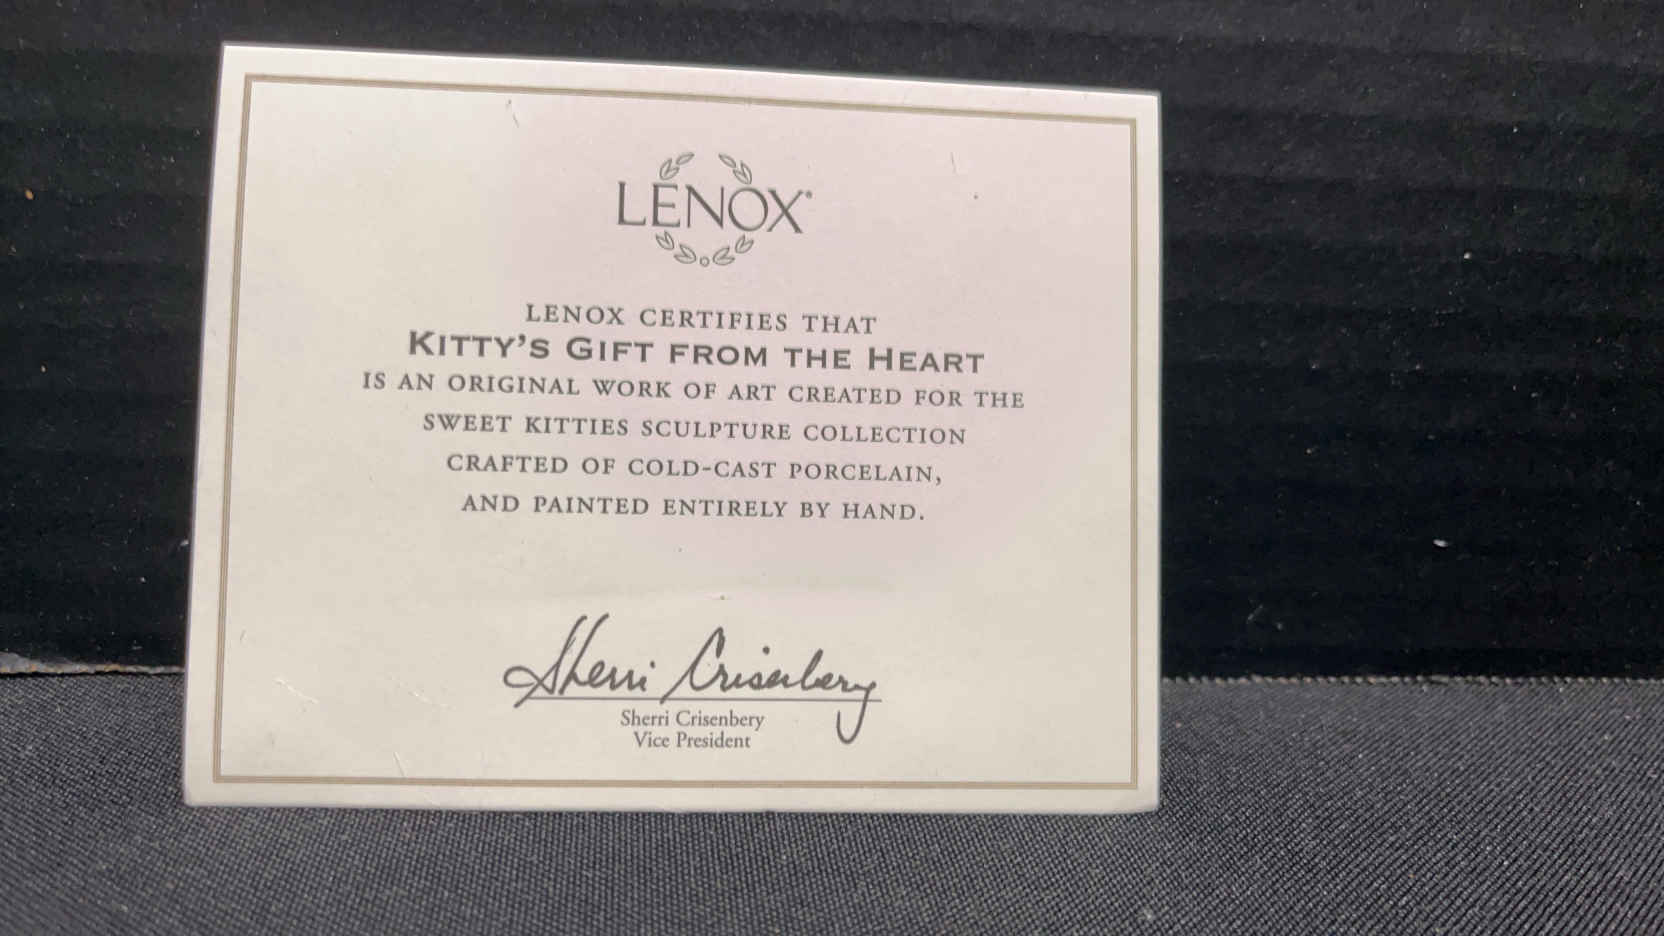 LENOX®
LENOX CERTIFIES THAT
KITTY'S GIFT FROM THE HEART
IS AN ORIGINAL WORK OF ART CREATED FOR THE
SWEET KITTIES SCULPTURE COLLECTION
CRAFTED OF COLD-CAST PORCELAIN,
AND PAINTED ENTIRELY BY HAND.
Sherri Crisenbery
Sherri Crisenbery
Vice President